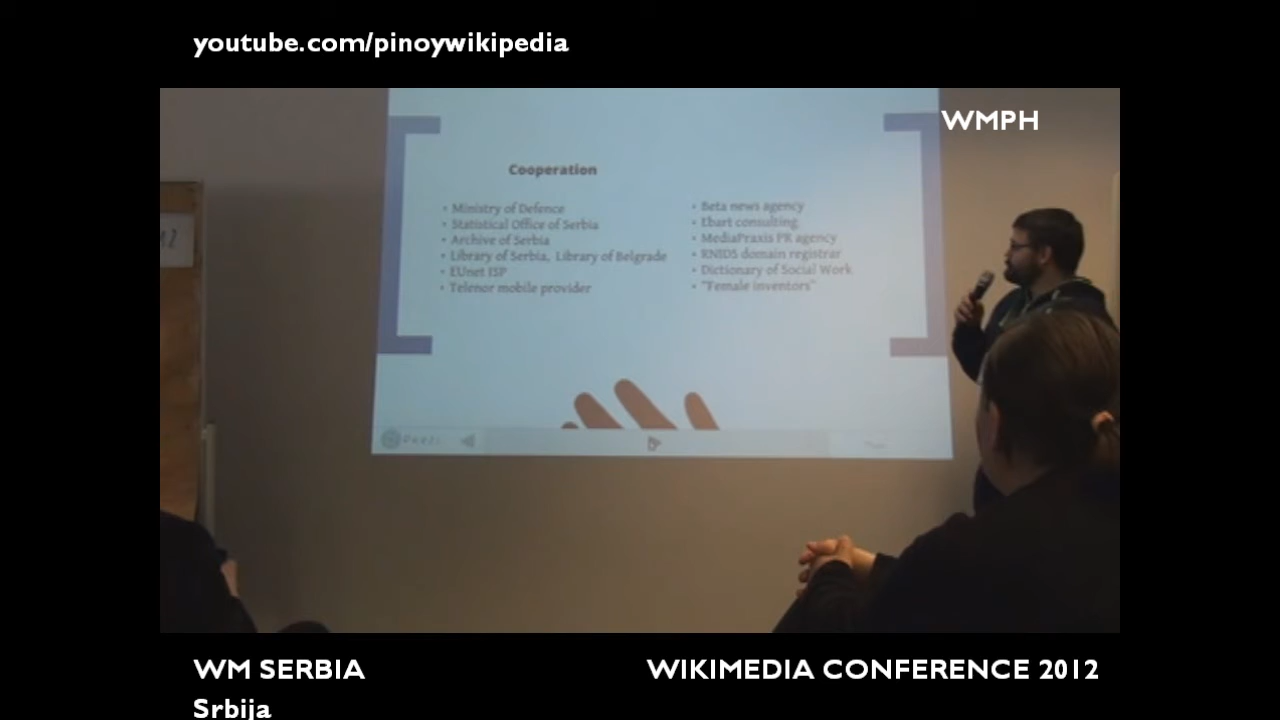 youtube.com/pinoywikipedia
WMPH
Cooperation
• Ministry of Defence
• Statistical Office of Serbia
• Archive of Serbia
• Library of Serbia, Library of Belgrade
• EUnet ISP
• Telenor mobile provider
• Beta news agency
• Ebart consulting
• MediaPraxis PR agency
• RNIDS domain registrar
• Dictionary of Social Work
• "Female inventors"
WM SERBIA
WIKIMEDIA CONFERENCE 2012
Srbija